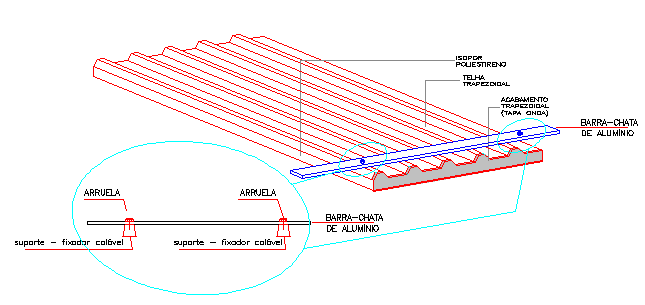 ISOPOR
POLIESTIRENO
TELHA
TRAPEZOIDAL
ACABAMENTO
TRAPEZOIDAL
(TAPA ONDA)
BARRA-CHATA
DE ALUMÍNIO
ARRUELA
ARRUELA
BARRA-CHATA
DE ALUMÍNIO
suporte - fixador colável
suporte - fixador colável